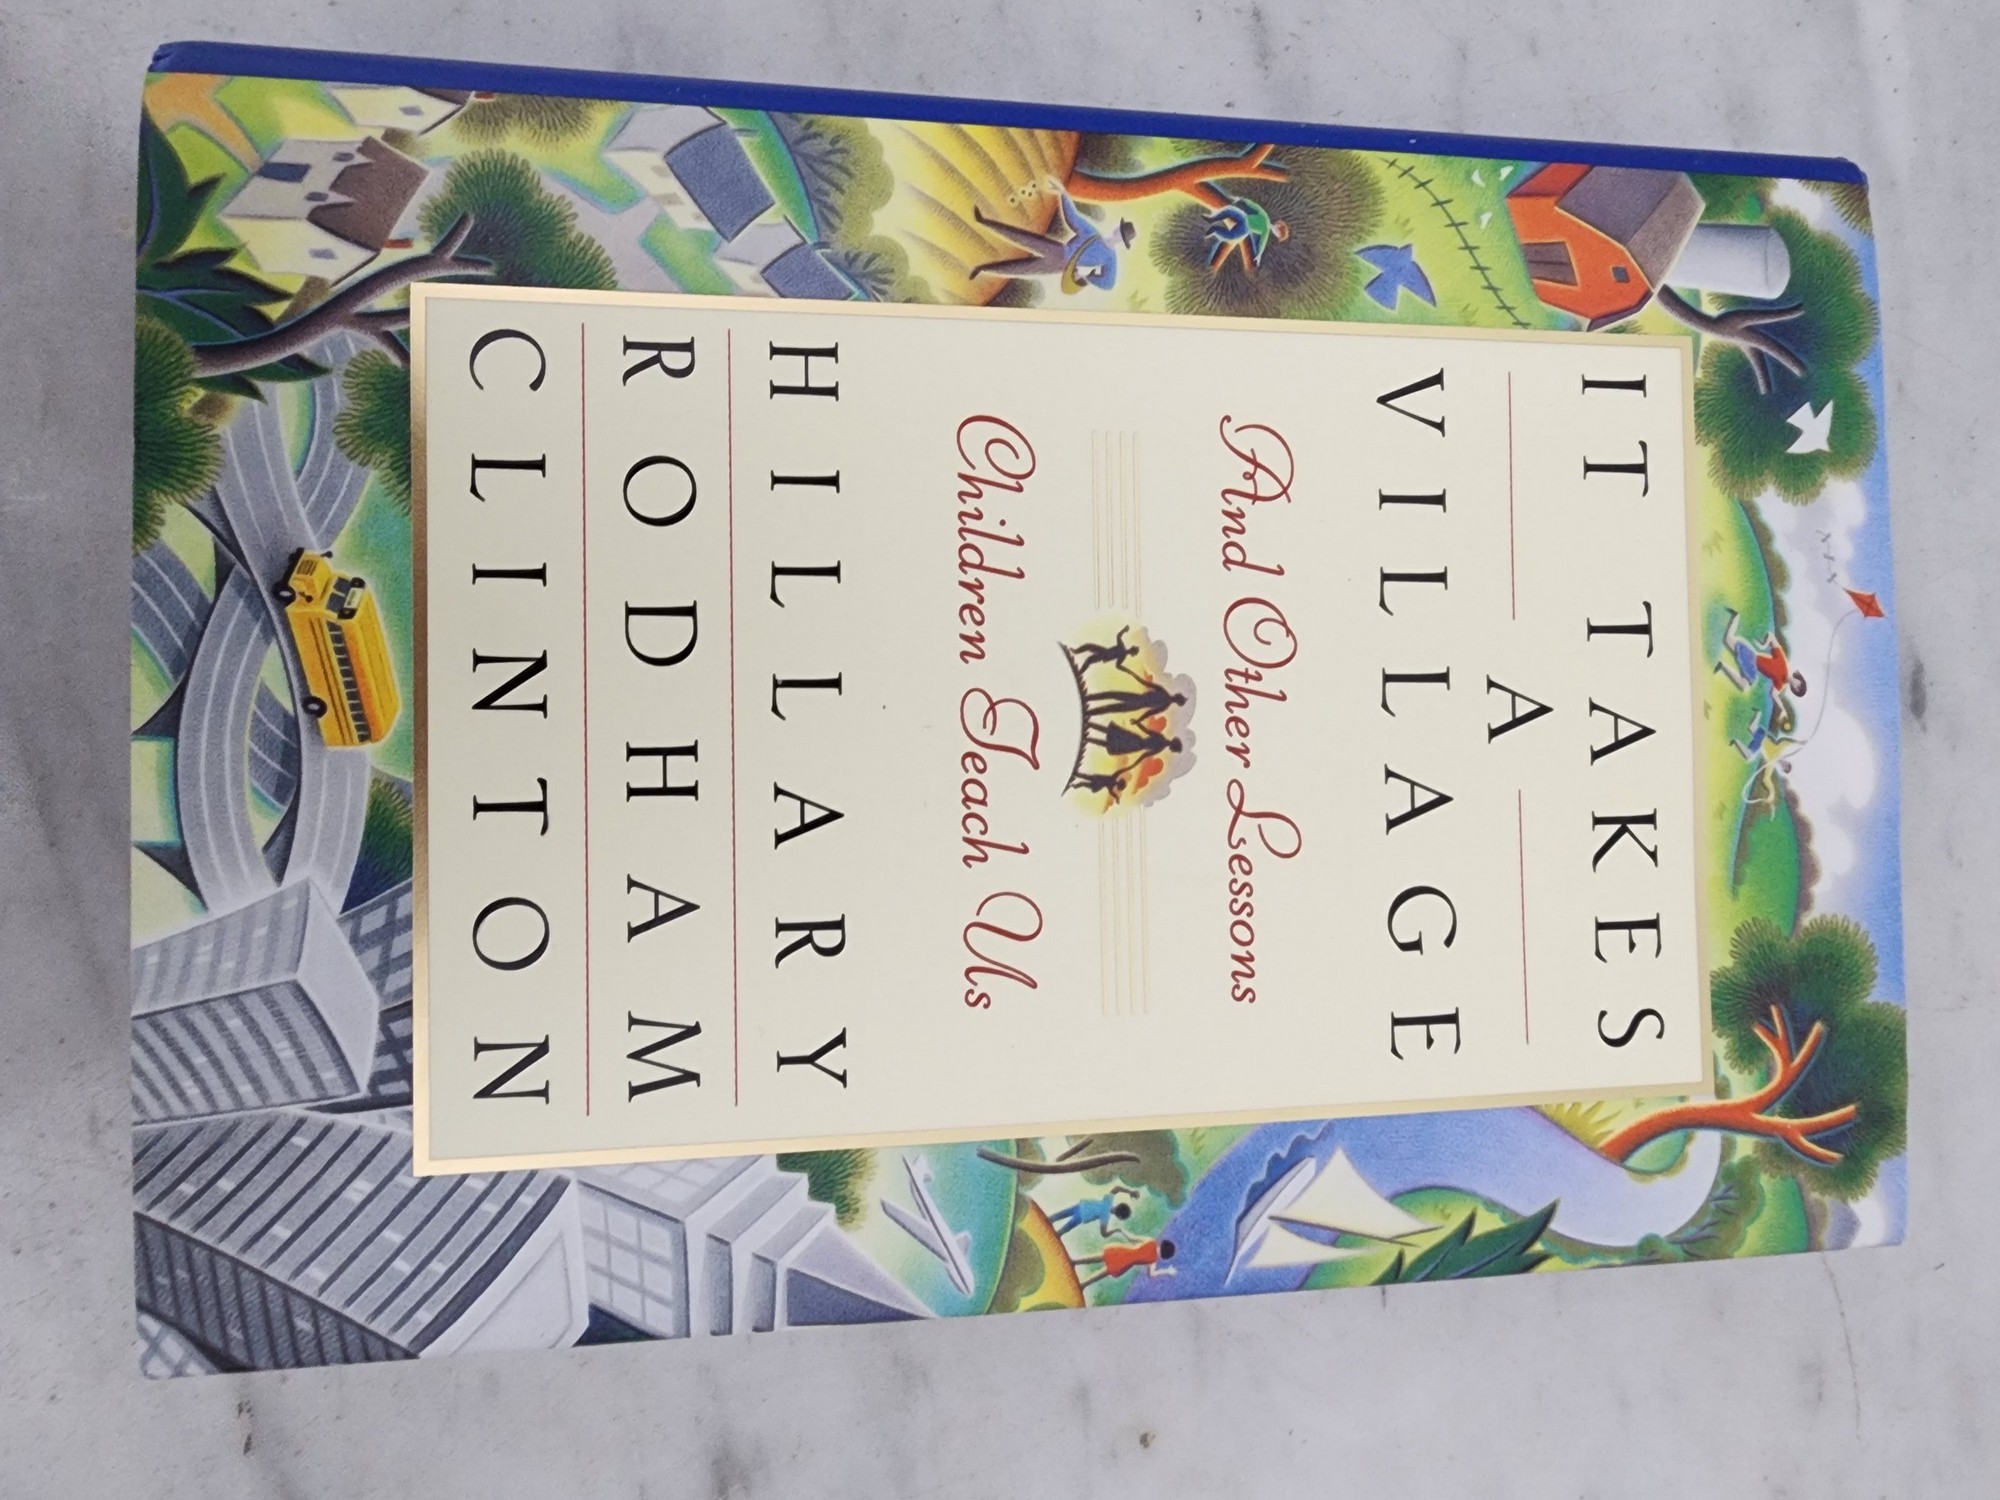 IT TAKES
A
VILLAGE
And Other Lessons
Children Teach Us
HILLARY
RODHAM
CLINTON